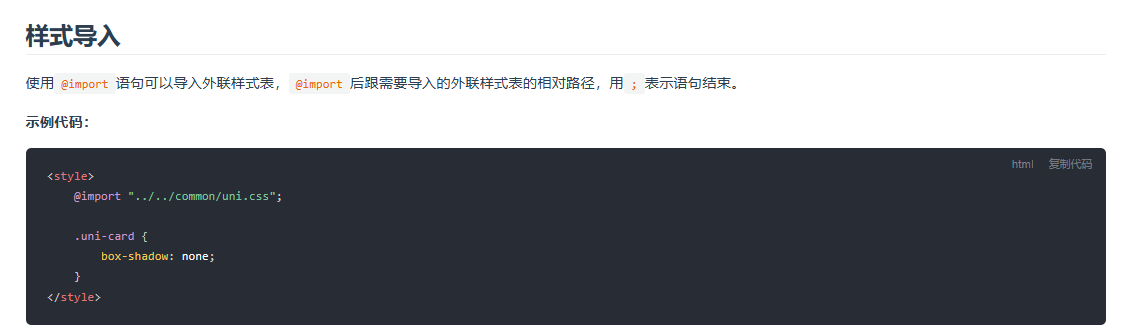 样式导入
使用 @import 语句可以导入外联样式表，@import 后跟需要导入的外联样式表的相对路径，用 ; 表示语句结束。
示例代码：
html 复制代码
<style>
    @import "../../common/uni.css";
    .uni-card {
        box-shadow: none;
    }
</style>